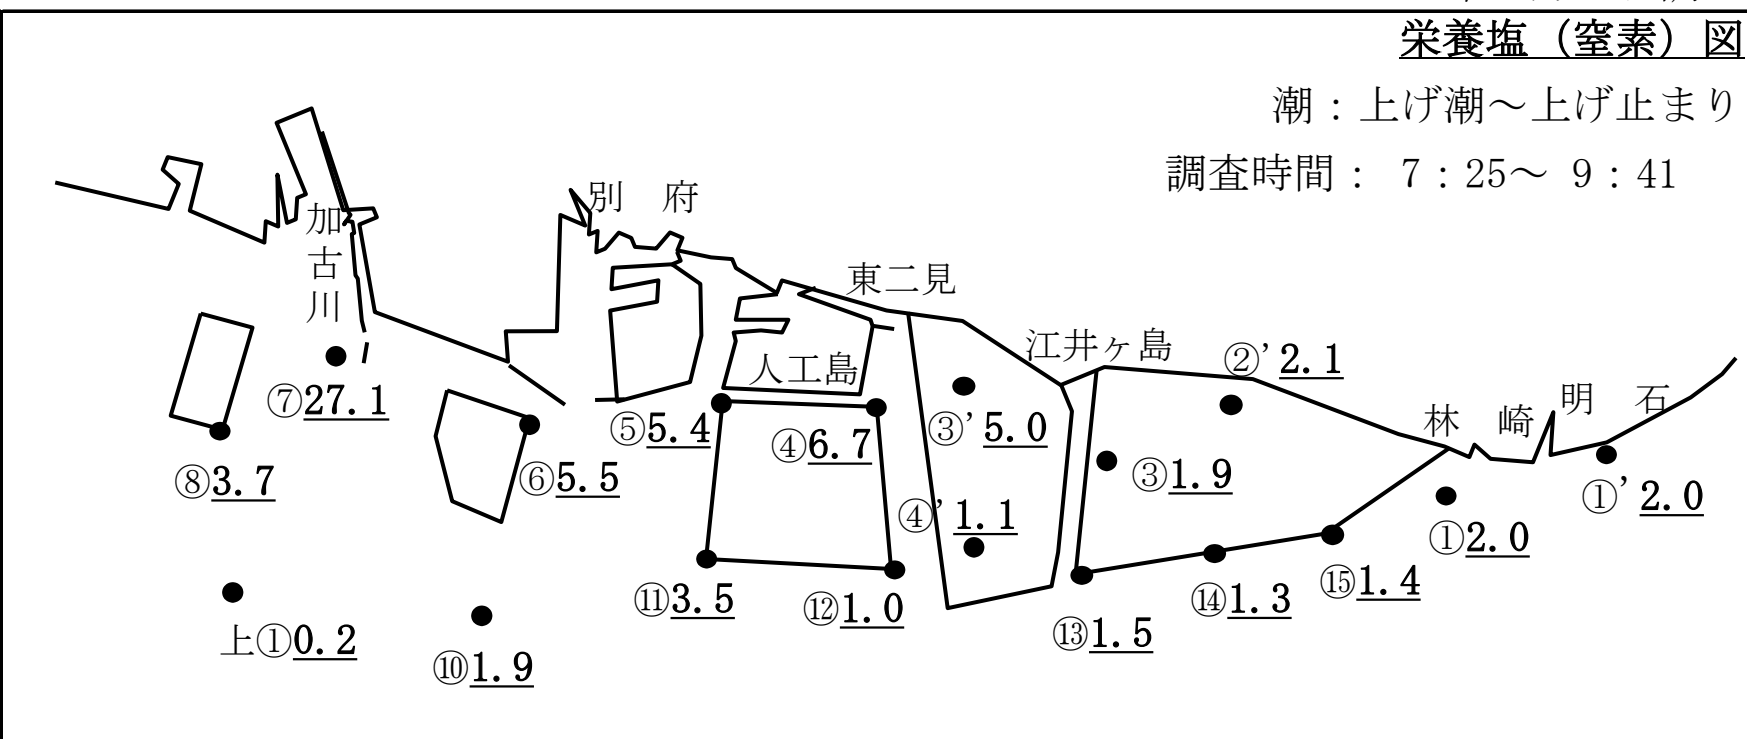 栄養塩（窒素）図
潮：上げ潮～上げ止まり
調査時間： 7：25～ 9：41
別 府
加古川
東二見
江井ヶ島
②’2.1
人工島
⑦27.1
⑤5.4
④6.7
③’5.0
林 崎
明 石
⑧3.7
⑥5.5
③1.9
④’1.1
①2.0
①’2.0
⑪3.5
⑫1.0
⑬1.5
⑭1.3
⑮1.4
上①0.2
⑩1.9